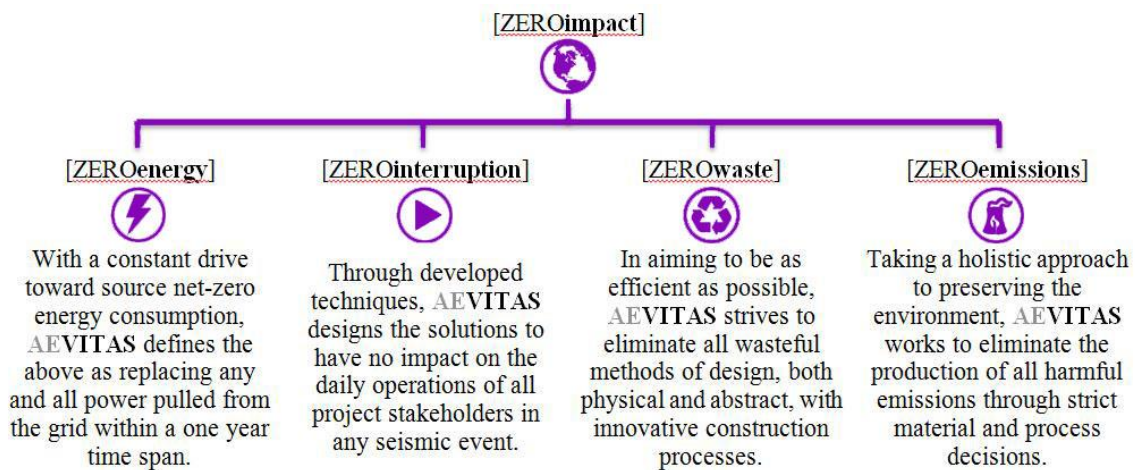 [ZEROimpact]
[ZEROenergy]
With a constant drive
toward source net-zero
energy consumption,
AEVITAS defines the
above as replacing any
and all power pulled from
the grid within a one year
time span.
[ZEROinterruption]
Through developed
techniques, AEVITAS
designs the solutions to
have no impact on the
daily operations of all
project stakeholders in
any seismic event.
[ZEROwaste]
In aiming to be as
efficient as possible,
AEVITAS strives to
eliminate all wasteful
methods of design, both
physical and abstract, with
innovative construction
processes.
[ZEROemissions]
Taking a holistic approach
to preserving the
environment, AEVITAS
works to eliminate the
production of all harmful
emissions through strict
material and process
decisions.